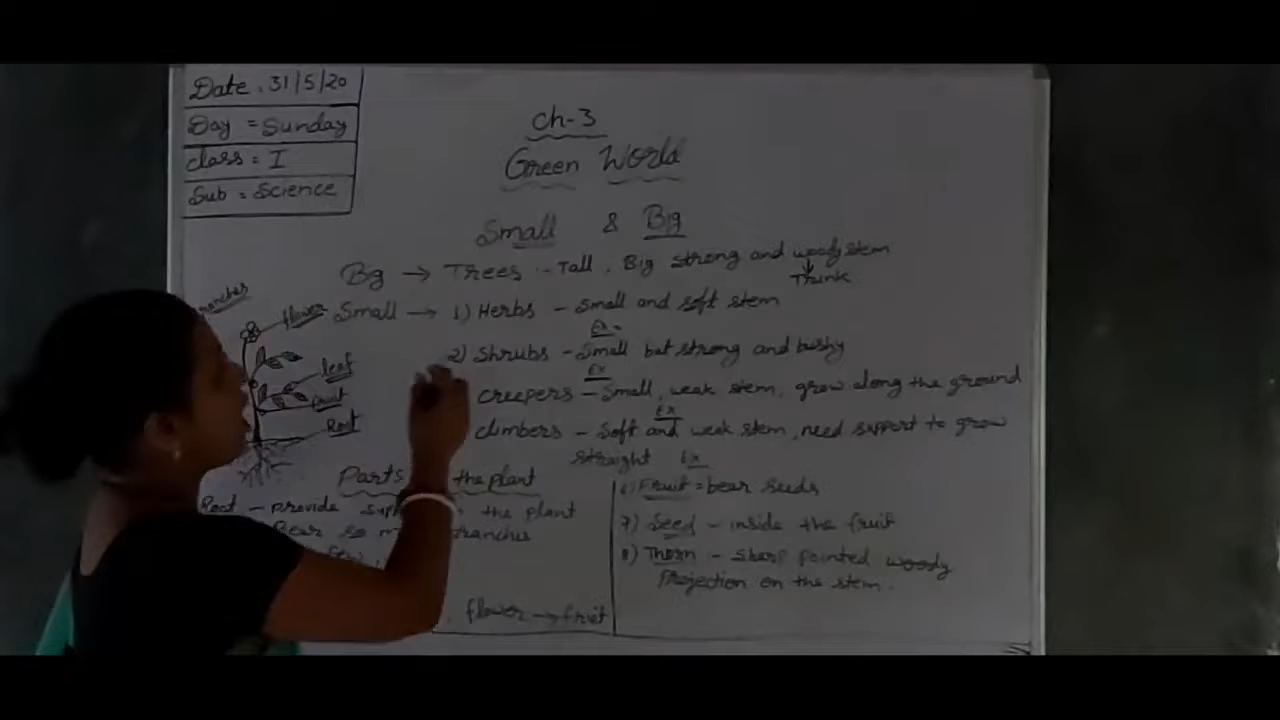 Date . 31/5/20
Day = Sunday
class = I
Sub = Science
Ch-3
Green World
Small & Big
Big → Trees :- Tall, Big strong and woody stem
Think
Small → 1) Herbs - Small and soft stem
Ex -
2) Shrubs - Small but strong and bushy
Ex
creepers - Small, weak stem, grow along the ground
Ex
climbers - Soft and weak stem, need support to grow
straight Ex
ranches
flower
leaf
fruit
Root
Parts the plant
Root - provide the plant
Bear so
flower → fruit
Fruit = bear seeds
7) Seed - inside the fruit
8) Thorn - sharp pointed woody
Projection on the stem.